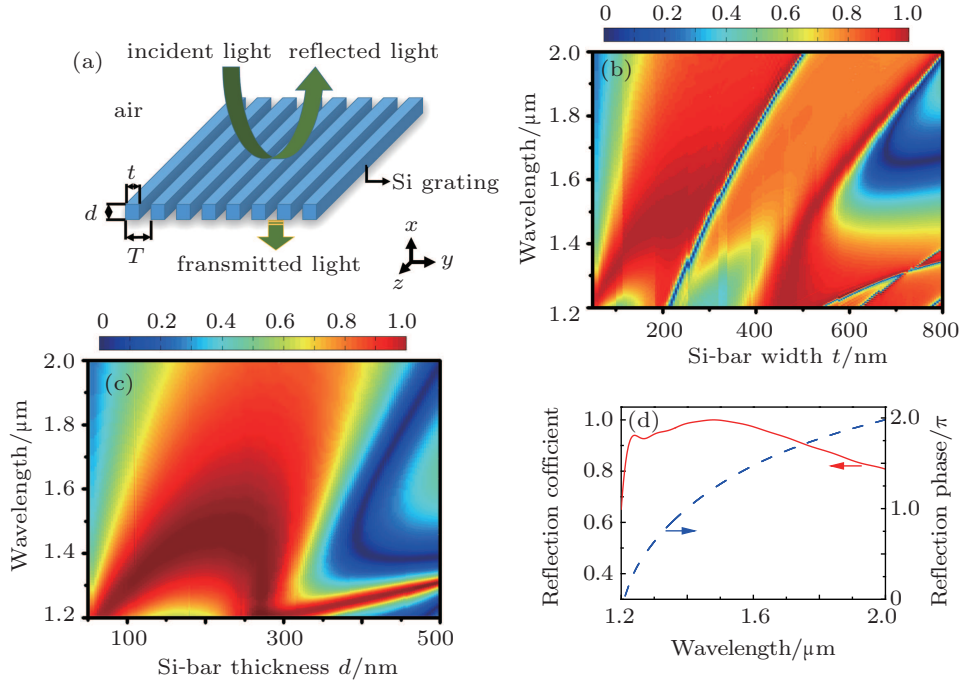 (a)
incident light
reflected light
air
t
d
T
Si grating
fransmitted light
x
y
z
0 0.2 0.4 0.6 0.8 1.0
(b)
2.0
1.8
1.6
1.4
1.2
Wavelength/μm
200 400 600 800
Si-bar width t/nm
0 0.2 0.4 0.6 0.8 1.0
(c)
2.0
1.8
1.6
1.4
1.2
Wavelength/μm
100 300 500
Si-bar thickness d/nm
(d)
1.0
0.8
0.6
0.4
Reflection cofficient
2.0
1.0
0
Reflection phase/π
1.2 1.6 2.0
Wavelength/μm